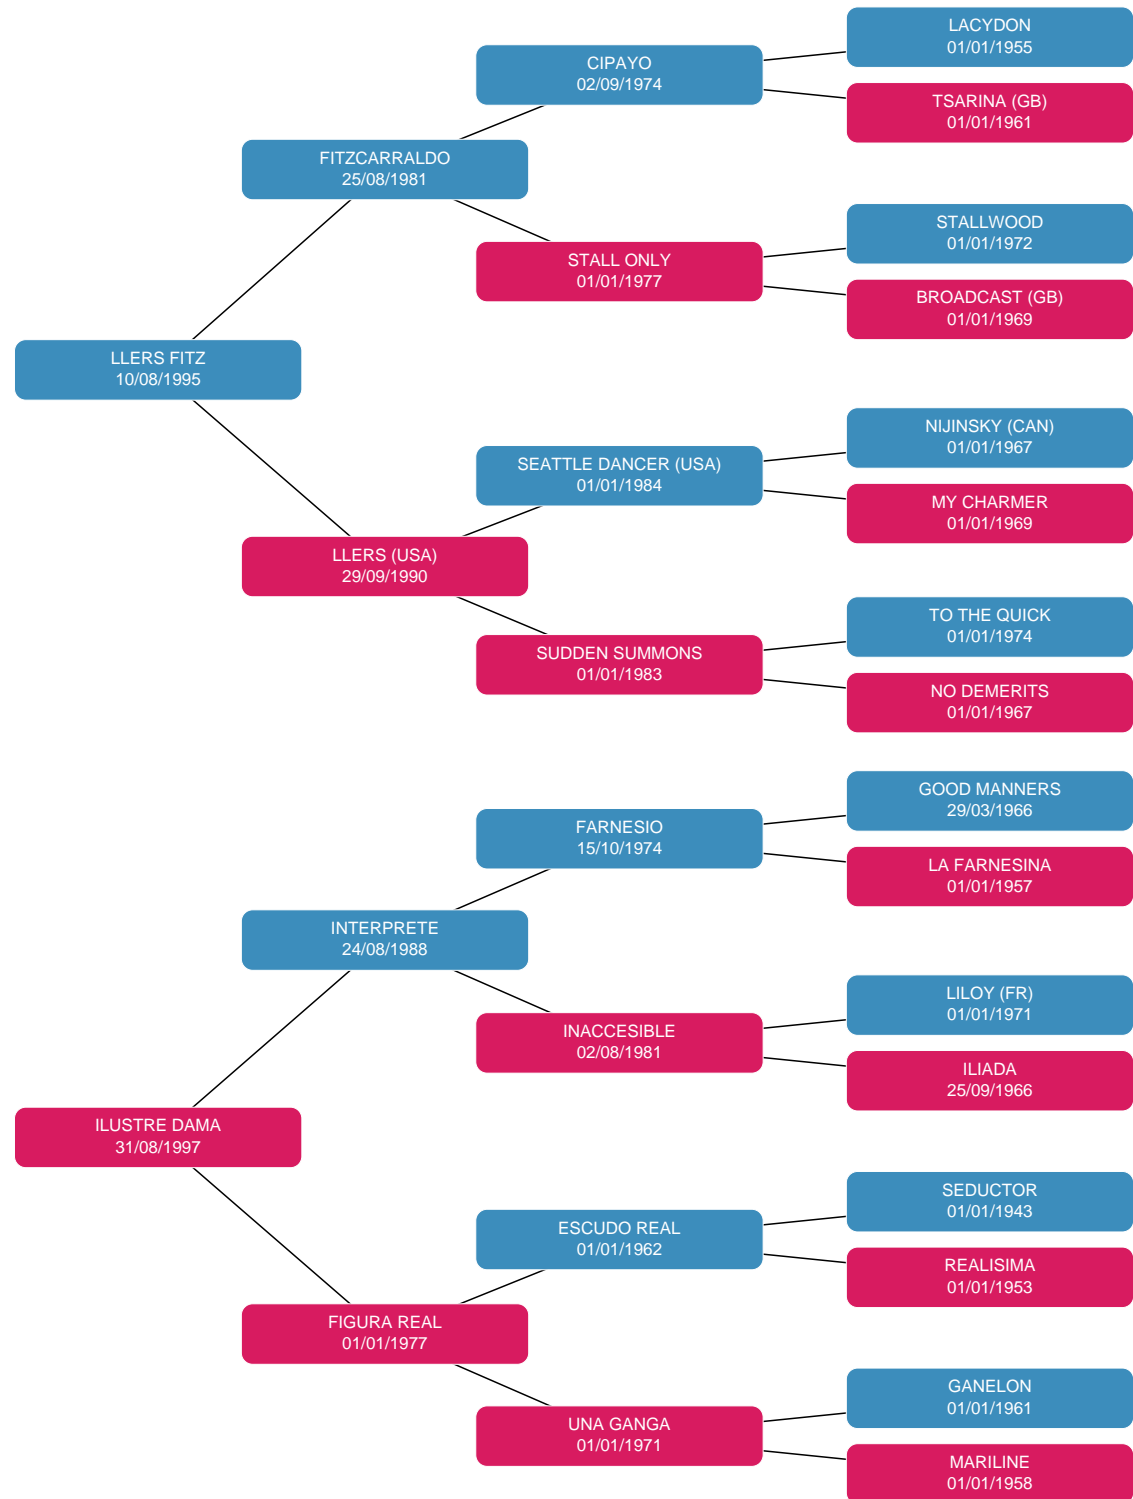 LACYDON
01/01/1955
CIPAYO
02/09/1974
TSARINA (GB)
01/01/1961
FITZCARRALDO
25/08/1981
STALLWOOD
01/01/1972
STALL ONLY
01/01/1977
BROADCAST (GB)
01/01/1969
LLERS FITZ
10/08/1995
NIJINSKY (CAN)
01/01/1967
SEATTLE DANCER (USA)
01/01/1984
MY CHARMER
01/01/1969
LLERS (USA)
29/09/1990
TO THE QUICK
01/01/1974
SUDDEN SUMMONS
01/01/1983
NO DEMERITS
01/01/1967
GOOD MANNERS
29/03/1966
FARNESIO
15/10/1974
LA FARNESINA
01/01/1957
INTERPRETE
24/08/1988
LILOY (FR)
01/01/1971
INACCESIBLE
02/08/1981
ILIADA
25/09/1966
ILUSTRE DAMA
31/08/1997
SEDUCTOR
01/01/1943
ESCUDO REAL
01/01/1962
REALISIMA
01/01/1953
FIGURA REAL
01/01/1977
GANELON
01/01/1961
UNA GANGA
01/01/1971
MARILINE
01/01/1958